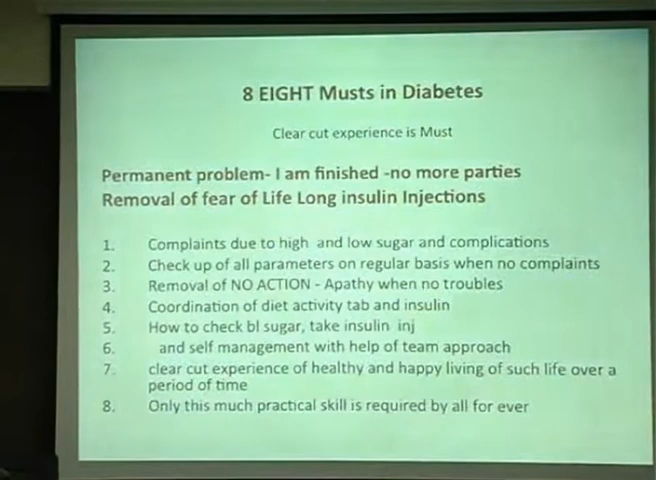 8 EIGHT Musts in Diabetes
Clear cut experience is Must
Permanent problem- I am finished -no more parties
Removal of fear of Life Long insulin Injections
1. Complaints due to high and low sugar and complications
2. Check up of all parameters on regular basis when no complaints
3. Removal of NO ACTION - Apathy when no troubles
4. Coordination of diet activity tab and insulin
5. How to check bl sugar, take insulin inj
6. and self management with help of team approach
7. clear cut experience of healthy and happy living of such life over a
period of time
8. Only this much practical skill is required by all for ever